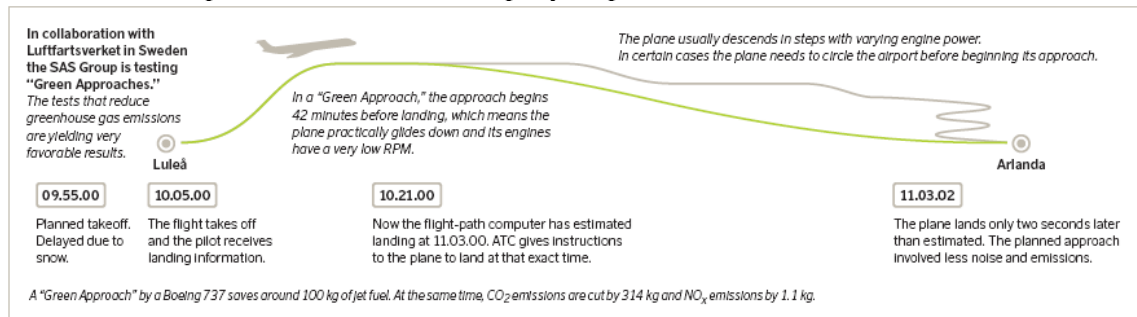 In collaboration with
Luftfartsverket in Sweden
the SAS Group is testing
“Green Approaches.”
The tests that reduce
greenhouse gas emissions
are yielding very
favorable results.
The plane usually descends in steps with varying engine power.
In certain cases the plane needs to circle the airport before beginning its approach.
In a “Green Approach,” the approach begins
42 minutes before landing, which means the
plane practically glides down and its engines
have a very low RPM.
Luleå
Arlanda
09.55.00
Planned takeoff.
Delayed due to
snow.
10.05.00
The flight takes off
and the pilot receives
landing information.
10.21.00
Now the flight-path computer has estimated
landing at 11.03.00. ATC gives instructions
to the plane to land at that exact time.
11.03.02
The plane lands only two seconds later
than estimated. The planned approach
involved less noise and emissions.
A “Green Approach” by a Boeing 737 saves around 100 kg of jet fuel. At the same time, CO2 emissions are cut by 314 kg and NOx emissions by 1.1 kg.